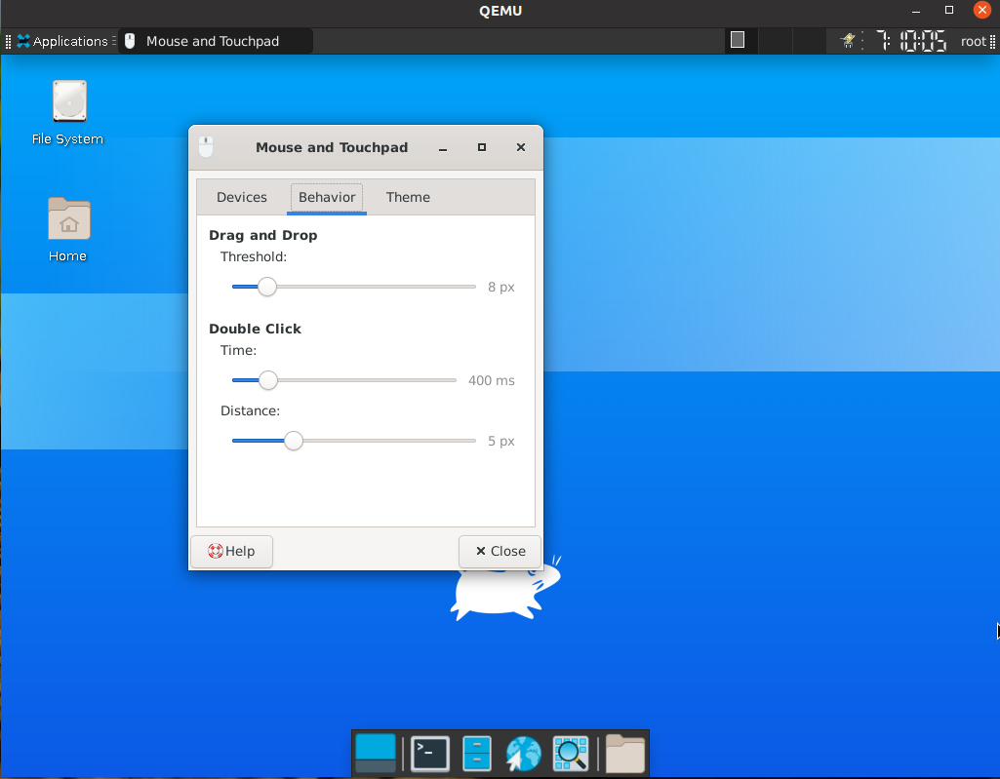 QEMU
Applications
Mouse and Touchpad
10:05
root
File System
Home
Mouse and Touchpad
Devices
Behavior
Theme
Drag and Drop
Threshold:
8 px
Double Click
Time:
400 ms
Distance:
5 px
Help
Close